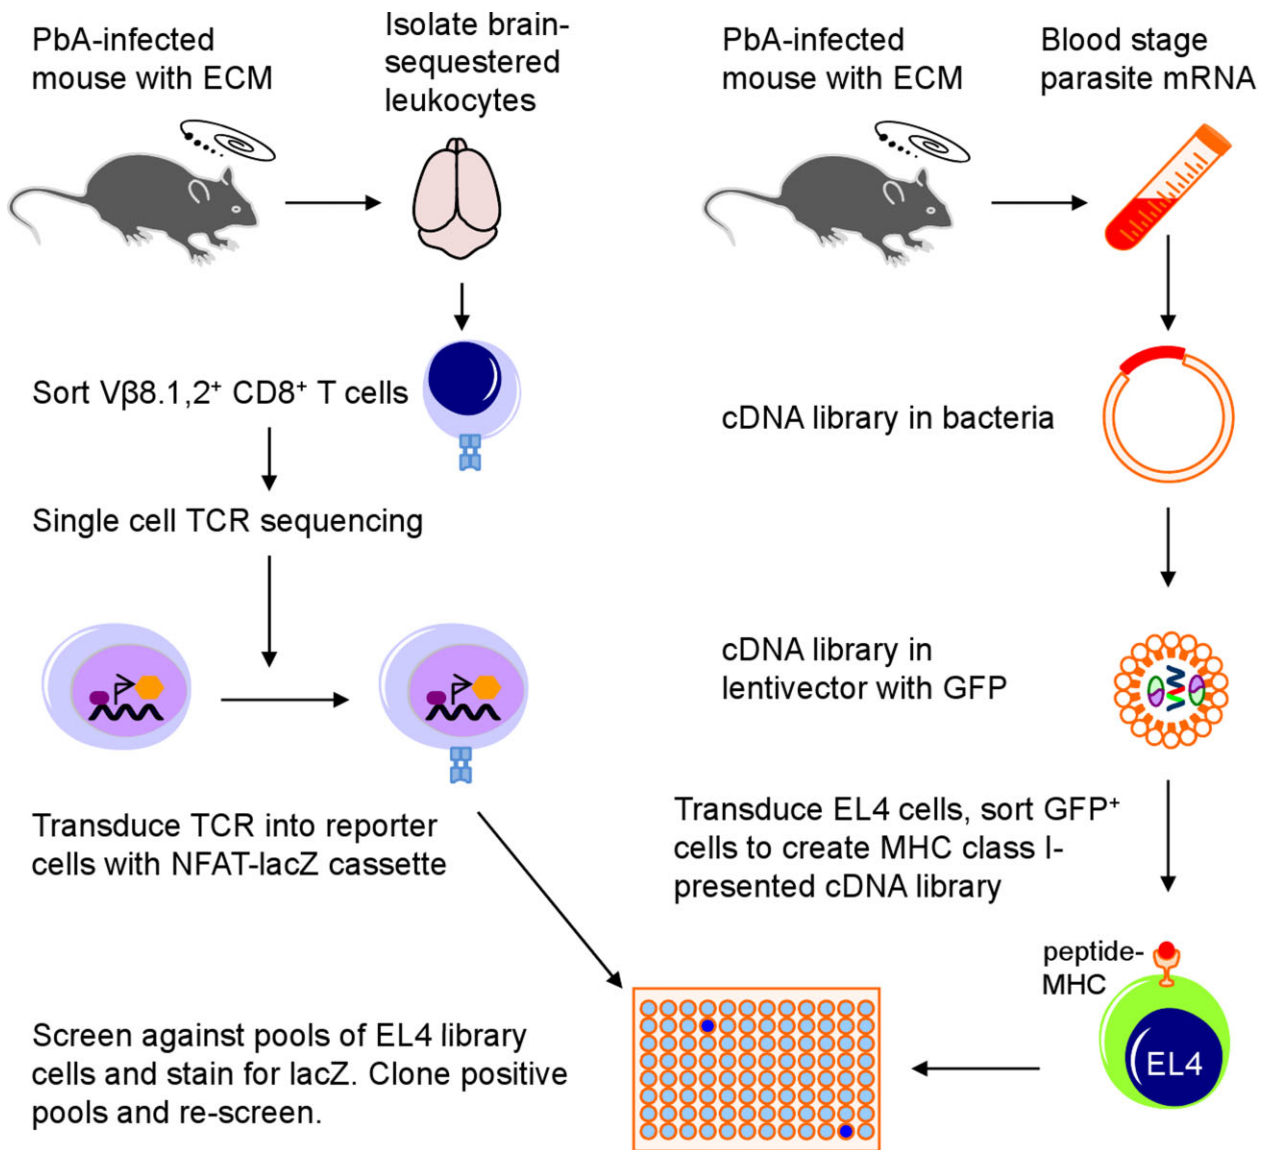 PbA-infected
mouse with ECM
Isolate brain-
sequestered
leukocytes
Sort Vβ8.1,2⁺ CD8⁺ T cells
Single cell TCR sequencing
Transduce TCR into reporter
cells with NFAT-lacZ cassette
Screen against pools of EL4 library
cells and stain for lacZ. Clone positive
pools and re-screen.
PbA-infected
mouse with ECM
Blood stage
parasite mRNA
cDNA library in bacteria
cDNA library in
lentivector with GFP
Transduce EL4 cells, sort GFP⁺
cells to create MHC class I-
presented cDNA library
peptide-
MHC
EL4